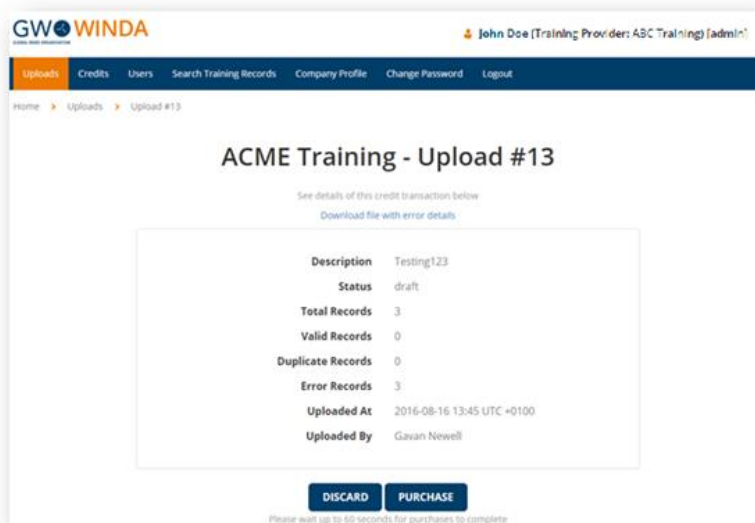 GWO WINDA
GLOBAL WIND ORGANISATION
John Doe (Training Provider: ABC Training) [admin]
Uploads Credits Users Search Training Records Company Profile Change Password Logout
Home > Uploads > Upload #13
ACME Training - Upload #13
See details of this credit transaction below
Download file with error details
Description Testing123
Status draft
Total Records 3
Valid Records 0
Duplicate Records 0
Error Records 3
Uploaded At 2016-08-16 13:45 UTC +0100
Uploaded By Gavan Newell
DISCARD PURCHASE
Please wait up to 60 seconds for purchases to complete